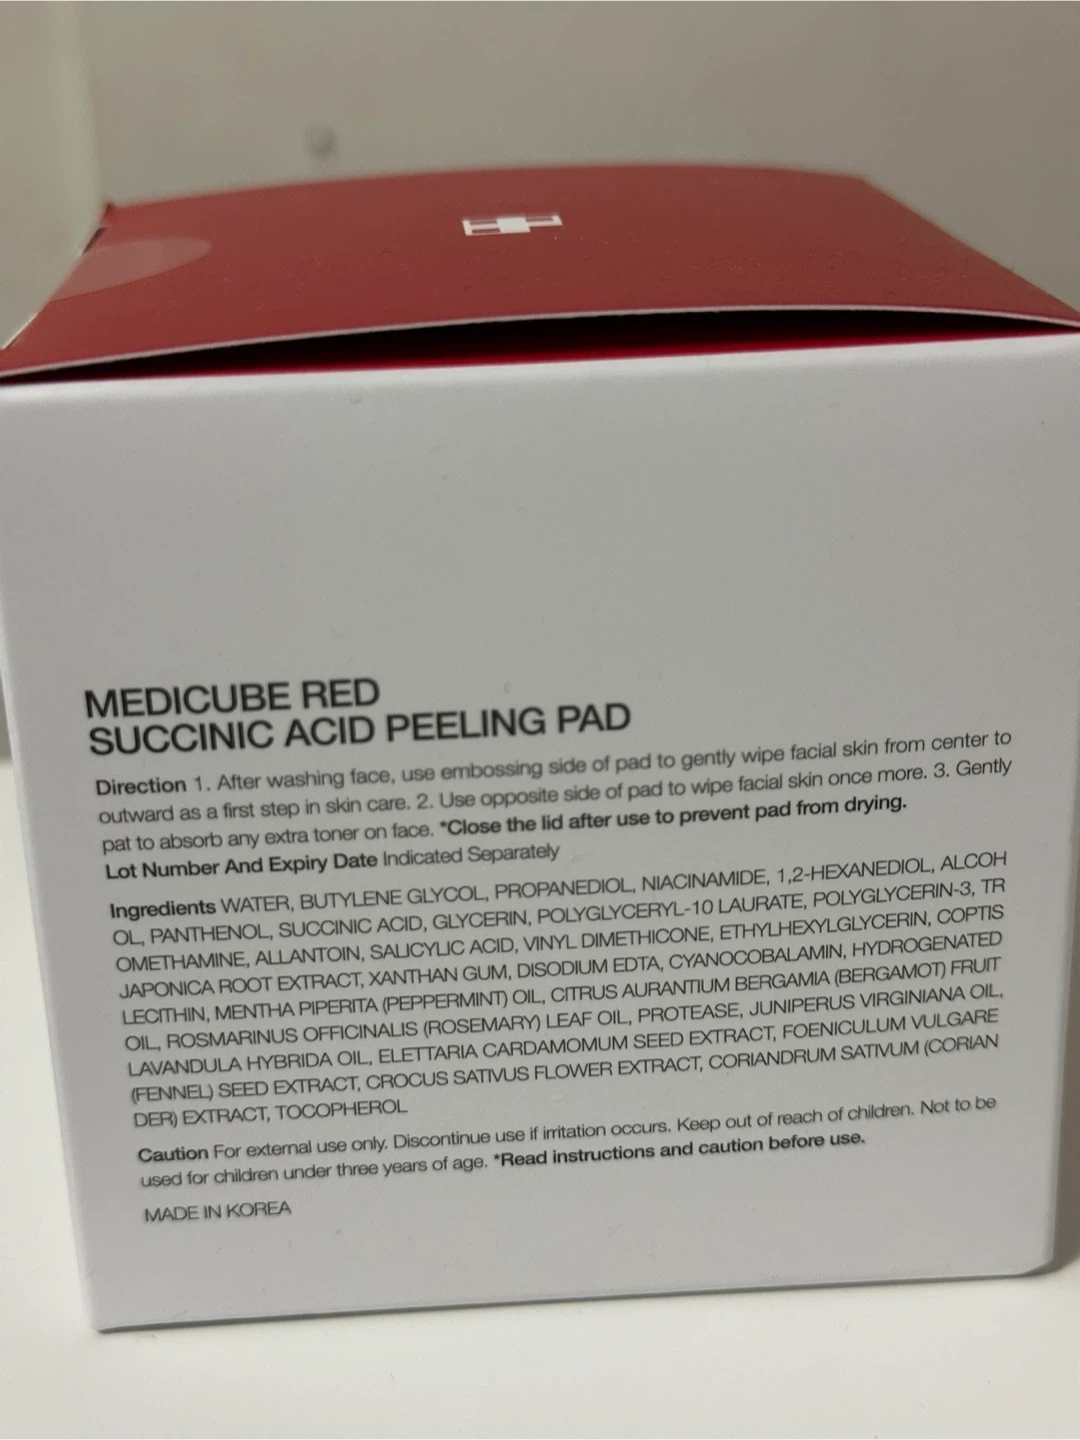 MEDICUBE RED
SUCCINIC ACID PEELING PAD
Direction 1. After washing face, use embossing side of pad to gently wipe facial skin from center to
outward as a first step in skin care. 2. Use opposite side of pad to wipe facial skin once more. 3. Gently
pat to absorb any extra toner on face. *Close the lid after use to prevent pad from drying.
Lot Number And Expiry Date Indicated Separately
Ingredients WATER, BUTYLENE GLYCOL, PROPANEDIOL, NIACINAMIDE, 1,2-HEXANEDIOL, ALCOH
OL, PANTHENOL, SUCCINIC ACID, GLYCERIN, POLYGLYCERYL-10 LAURATE, POLYGLYCERIN-3, TR
OMETHAMINE, ALLANTOIN, SALICYLIC ACID, VINYL DIMETHICONE, ETHYLHEXYLGLYCERIN, COPTIS
JAPONICA ROOT EXTRACT, XANTHAN GUM, DISODIUM EDTA, CYANOCOBALAMIN, HYDROGENATED
LECITHIN, MENTHA PIPERITA (PEPPERMINT) OIL, CITRUS AURANTIUM BERGAMIA (BERGAMOT) FRUIT
OIL, ROSMARINUS OFFICINALIS (ROSEMARY) LEAF OIL, PROTEASE, JUNIPERUS VIRGINIANA OIL,
LAVANDULA HYBRIDA OIL, ELETTARIA CARDAMOMUM SEED EXTRACT, FOENICULUM VULGARE
(FENNEL) SEED EXTRACT, CROCUS SATIVUS FLOWER EXTRACT, CORIANDRUM SATIVUM (CORIAN
DER) EXTRACT, TOCOPHEROL
Caution For external use only. Discontinue use if irritation occurs. Keep out of reach of children. Not to be
used for children under three years of age. *Read instructions and caution before use.
MADE IN KOREA